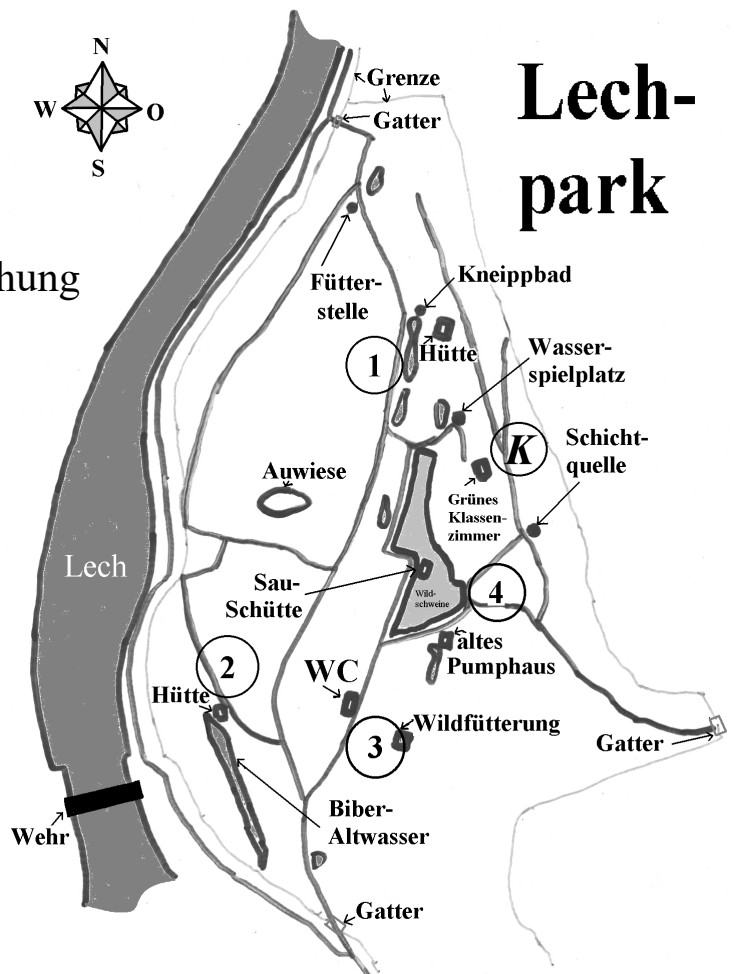 N
W O
S
Lech-
park
Grenze
Gatter
hung
Fütter-
stelle
Kneippbad
Hütte
1
Wasser-
spielplatz
K
Schicht-
quelle
Auwiese
Grünes
Klassen-
zimmer
Lech
Sau-
Schütte
Wild-
schweine
4
altes
Pumphaus
2
Hütte
WC
3
Wildfütterung
Gatter
Biber-
Altwasser
Wehr
Gatter